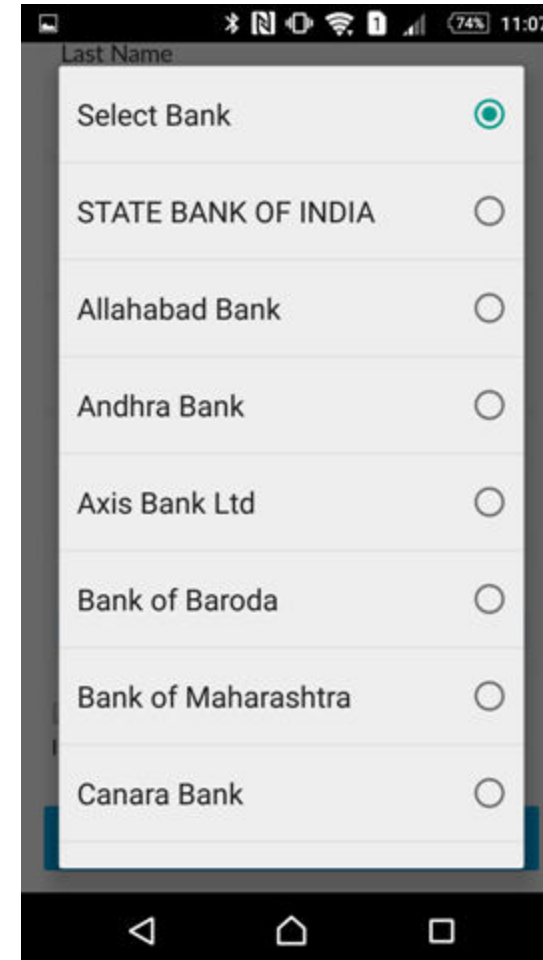 1 74% 11:07
Last Name
Select Bank
STATE BANK OF INDIA
Allahabad Bank
Andhra Bank
Axis Bank Ltd
Bank of Baroda
Bank of Maharashtra
Canara Bank